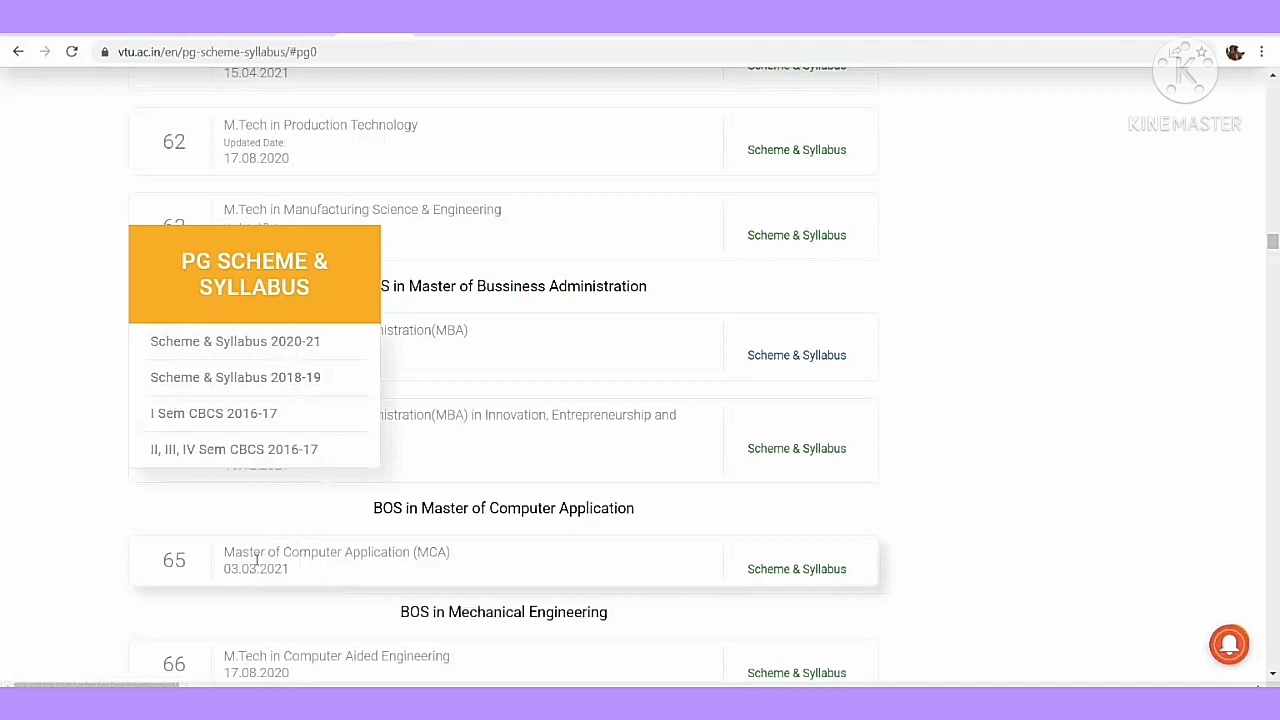 vtu.ac.in/en/pg-scheme-syllabus/#pg0
KINEMASTER
15.04.2021
Scheme & Syllabus
62
M.Tech in Production Technology
Updated Date:
17.08.2020
Scheme & Syllabus
M.Tech in Manufacturing Science & Engineering
Scheme & Syllabus
PG SCHEME &
SYLLABUS
Scheme & Syllabus 2020-21
Scheme & Syllabus 2018-19
I Sem CBCS 2016-17
II, III, IV Sem CBCS 2016-17
S in Master of Bussiness Administration
nistration(MBA)
Scheme & Syllabus
nistration(MBA) in Innovation, Entrepreneurship and
Scheme & Syllabus
BOS in Master of Computer Application
65
Master of Computer Application (MCA)
03.03.2021
Scheme & Syllabus
BOS in Mechanical Engineering
66
M.Tech in Computer Aided Engineering
17.08.2020
Scheme & Syllabus